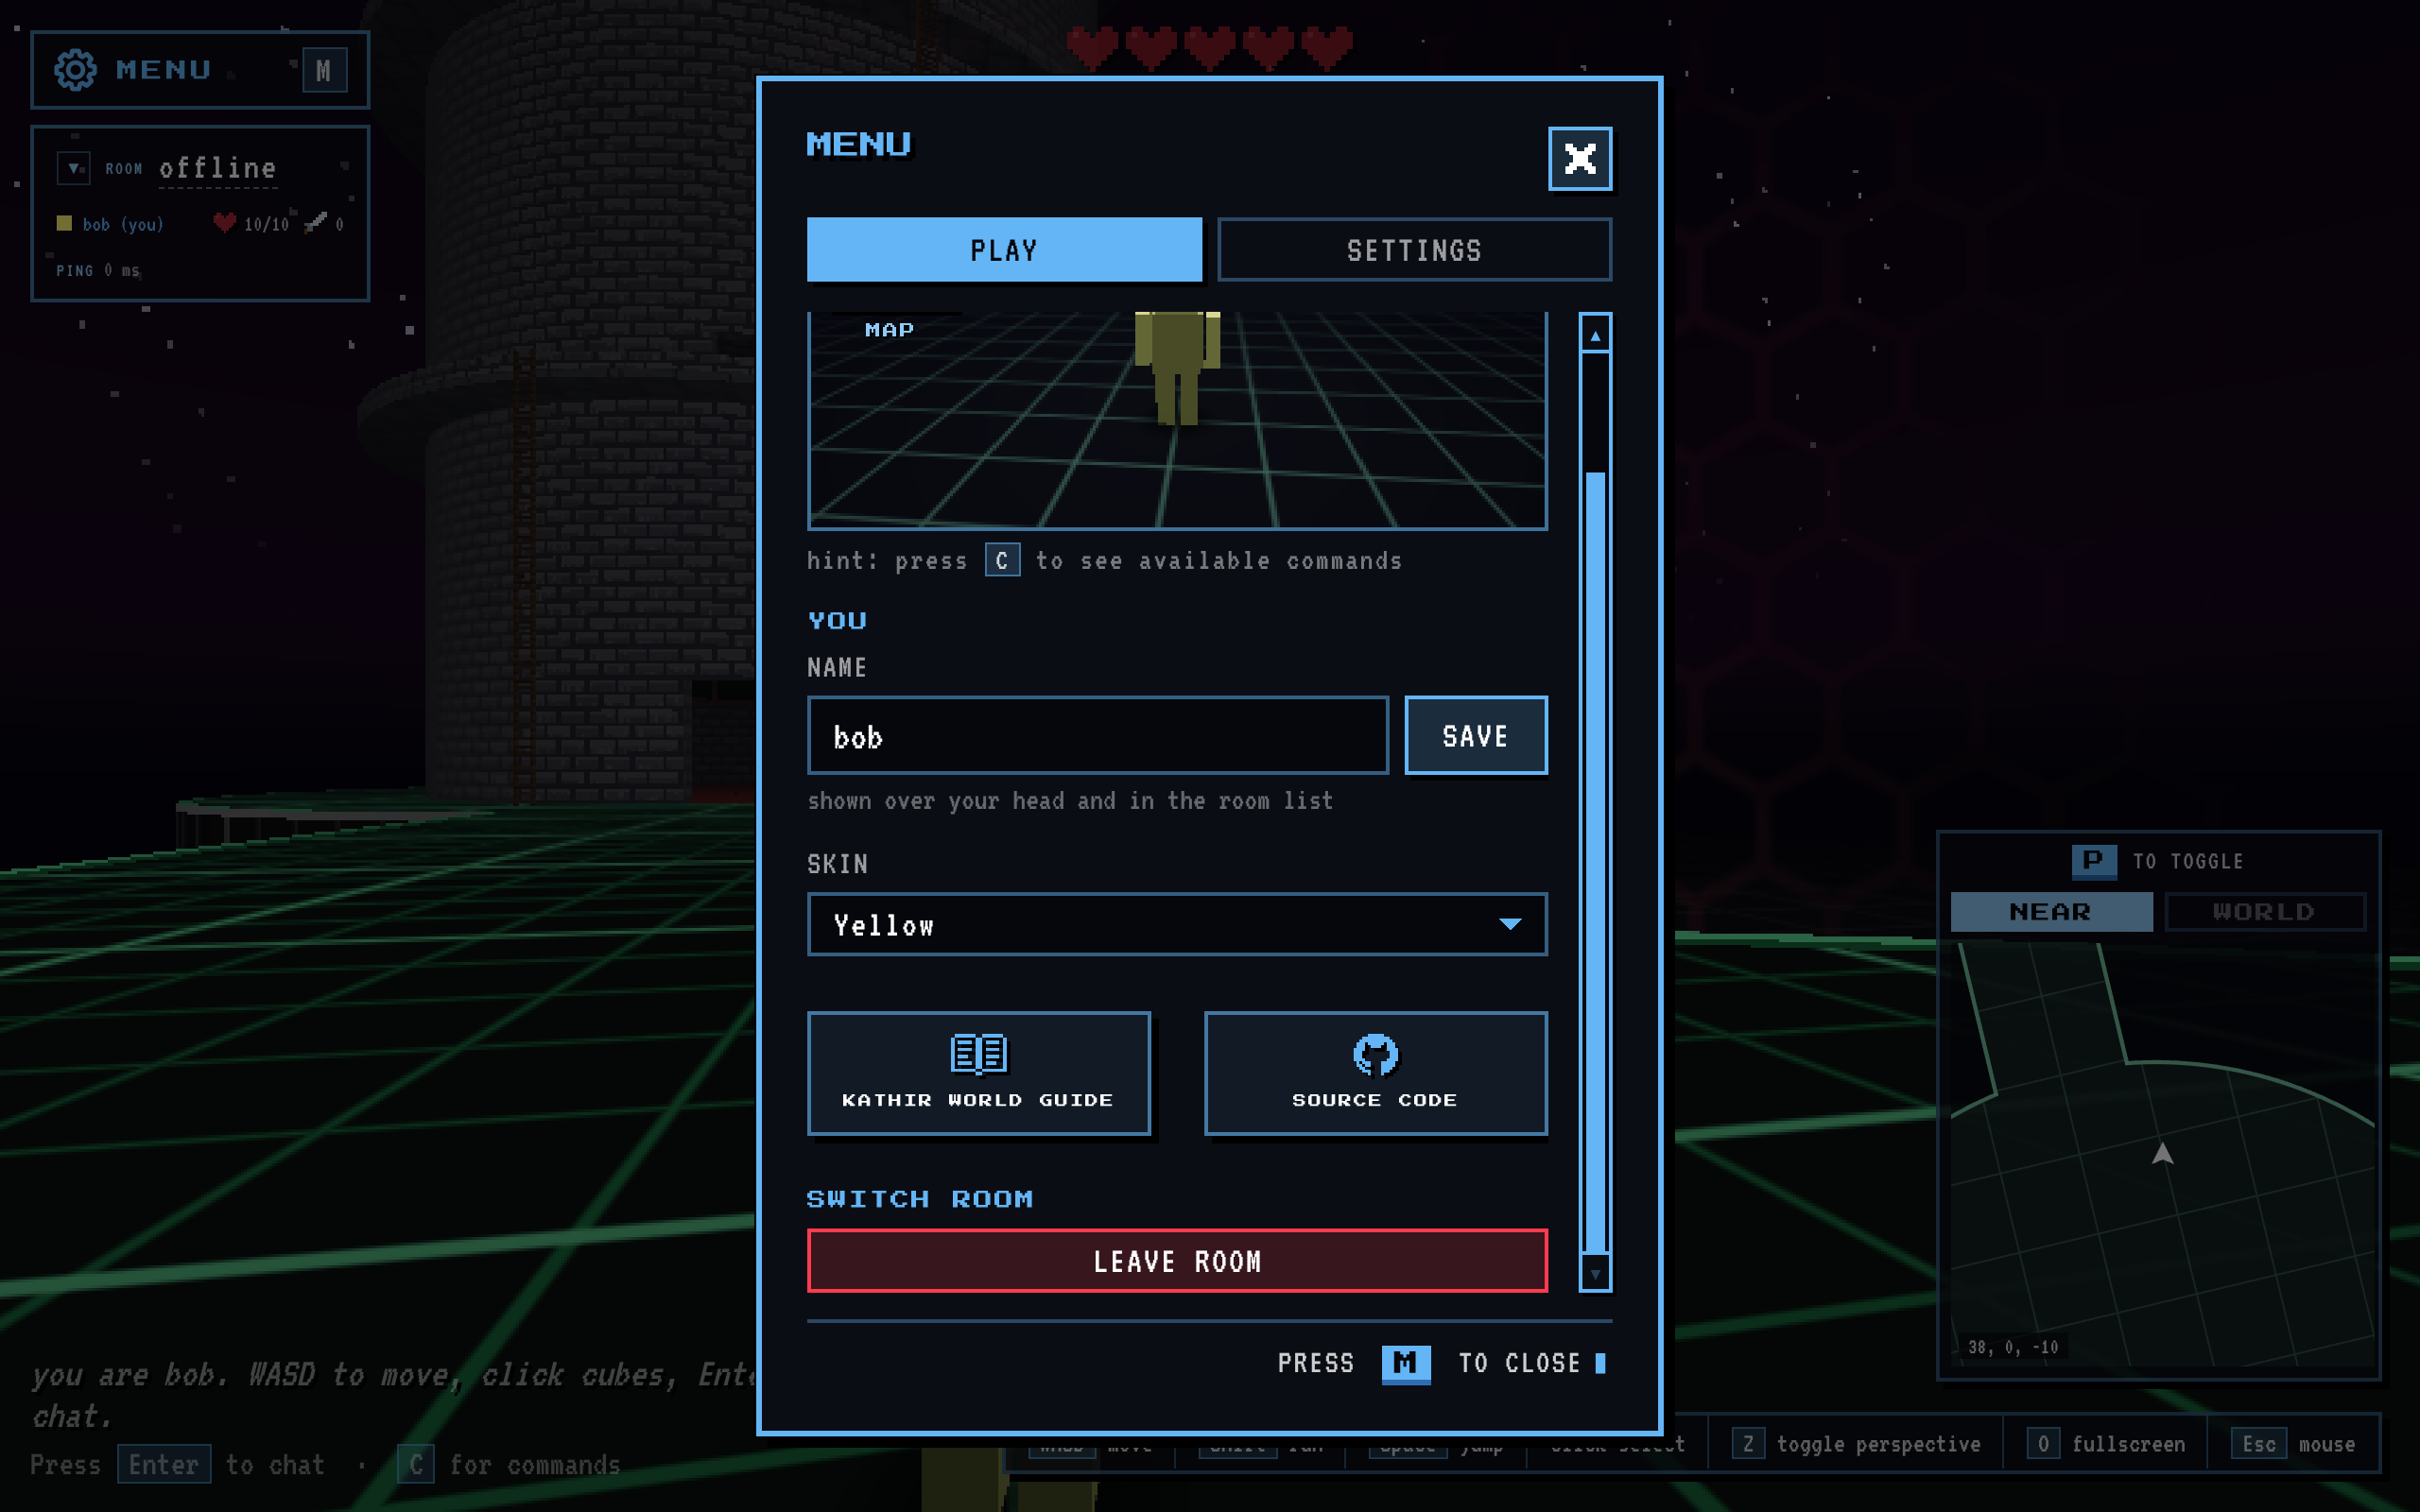 MENU M
ROOM offline
bob (you) 10/10 0
PING 0 ms
MENU
PLAY
SETTINGS
MAP
hint: press C to see available commands
YOU
NAME
bob
SAVE
shown over your head and in the room list
SKIN
Yellow
KATHIR WORLD GUIDE
SOURCE CODE
SWITCH ROOM
LEAVE ROOM
PRESS M TO CLOSE
P TO TOGGLE
NEAR
WORLD
38, 0, -10
you are bob. WASD to move, click cubes,
chat.
Press Enter to chat · C for commands
Z toggle perspective
O fullscreen
Esc mouse